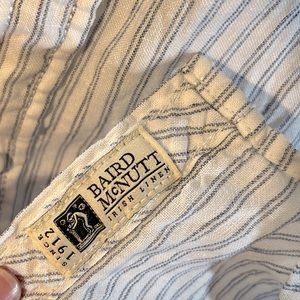 BAIRD
McNUTT
IRISH LINEN
SINCE
1912